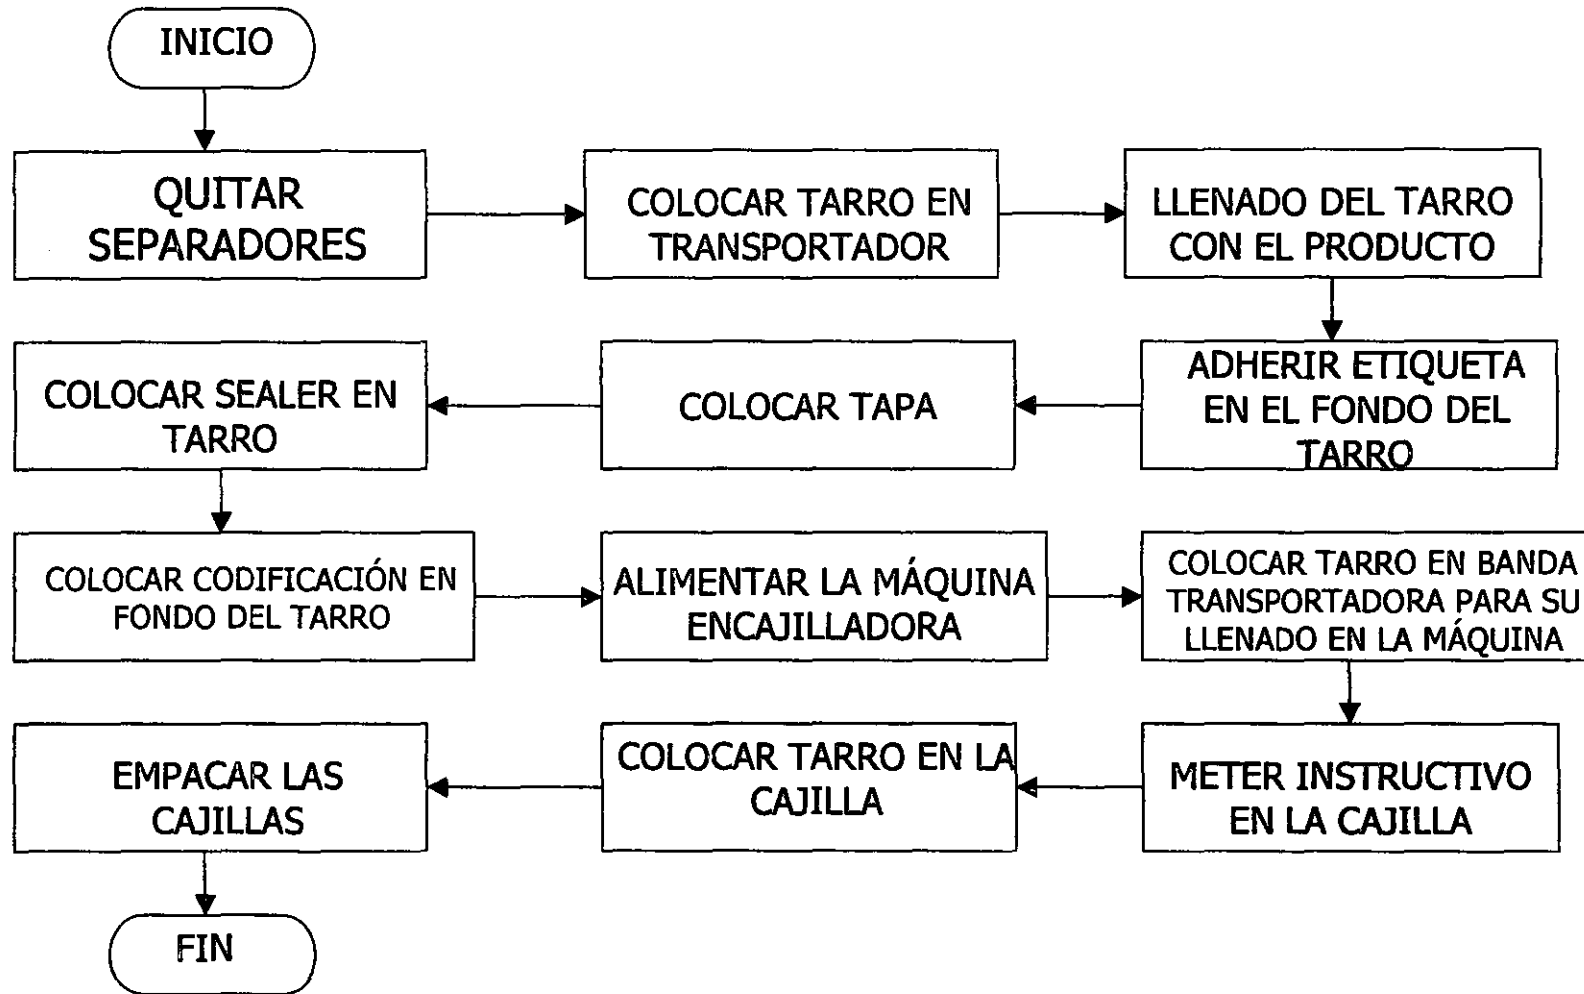 INICIO
QUITAR
SEPARADORES
COLOCAR TARRO EN
TRANSPORTADOR
LLENADO DEL TARRO
CON EL PRODUCTO
ADHERIR ETIQUETA
EN EL FONDO DEL
TARRO
COLOCAR TAPA
COLOCAR SEALER EN
TARRO
COLOCAR CODIFICACIÓN EN
FONDO DEL TARRO
ALIMENTAR LA MÁQUINA
ENCAJILLADORA
COLOCAR TARRO EN BANDA
TRANSPORTADORA PARA SU
LLENADO EN LA MÁQUINA
METER INSTRUCTIVO
EN LA CAJILLA
COLOCAR TARRO EN LA
CAJILLA
EMPACAR LAS
CAJILLAS
FIN